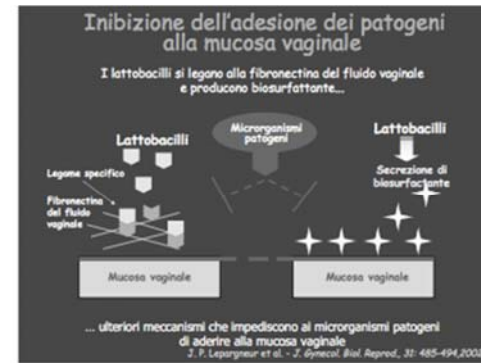 Inibizione dell'adesione dei patogeni
alla mucosa vaginale
I lattobacilli si legano alla fibronectina del fluido vaginale
e producono biosurfattante...
Lattobacilli
Microrganismi
patogeni
Lattobacilli
Legame specifico
Fibronectina
del fluido
vaginale
Secrezione di
biosurfactante
Mucosa vaginale
Mucosa vaginale
... ulteriori meccanismi che impediscono ai microrganismi patogeni
di aderire alla mucosa vaginale
J. P. Lepargneur et al. - J. Gynecol. Biol. Reprod., 31: 485-494,2002